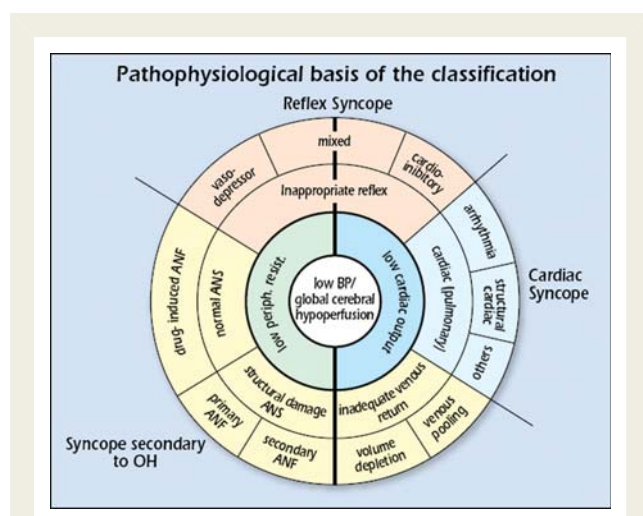 Pathophysiological basis of the classification
Reflex Syncope
mixed
vaso-
depressor
cardio-
inibitory
Inappropriate reflex
arrhythmia
structural
cardiac
others
cardiac (pulmonary)
Cardiac
Syncope
drug- induced ANF
normal ANS
low periph. resist.
low BP/
global cerebral
hypoperfusion
low cardiac output
structural damage
ANS
inadequate venous
return
primary
ANF
secondary
ANF
volume
depletion
venous
pooling
Syncope secondary
to OH